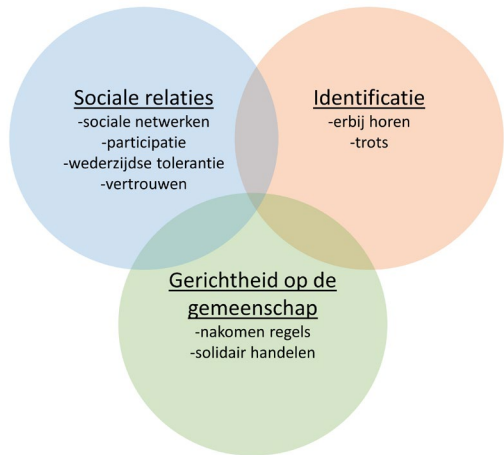 Sociale relaties
-sociale netwerken
-participatie
-wederzijdse tolerantie
-vertrouwen
Identificatie
-erbij horen
-trots
Gerichtheid op de
gemeenschap
-nakomen regels
-solidair handelen